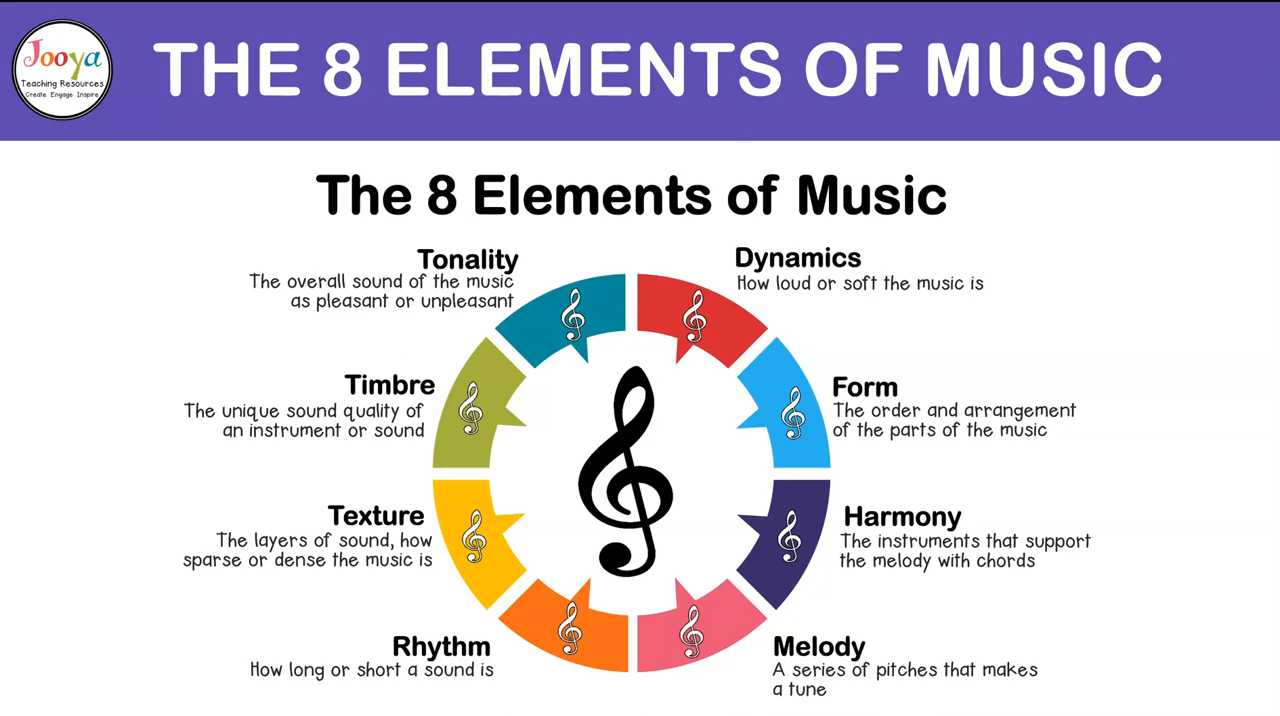 Jooya
Teaching Resources
Create Engage Inspire
THE 8 ELEMENTS OF MUSIC
The 8 Elements of Music
Tonality
The overall sound of the music
as pleasant or unpleasant
Dynamics
How loud or soft the music is
Timbre
The unique sound quality of
an instrument or sound
Form
The order and arrangement
of the parts of the music
Texture
The layers of sound, how
sparse or dense the music is
Harmony
The instruments that support
the melody with chords
Rhythm
How long or short a sound is
Melody
A series of pitches that makes
a tune